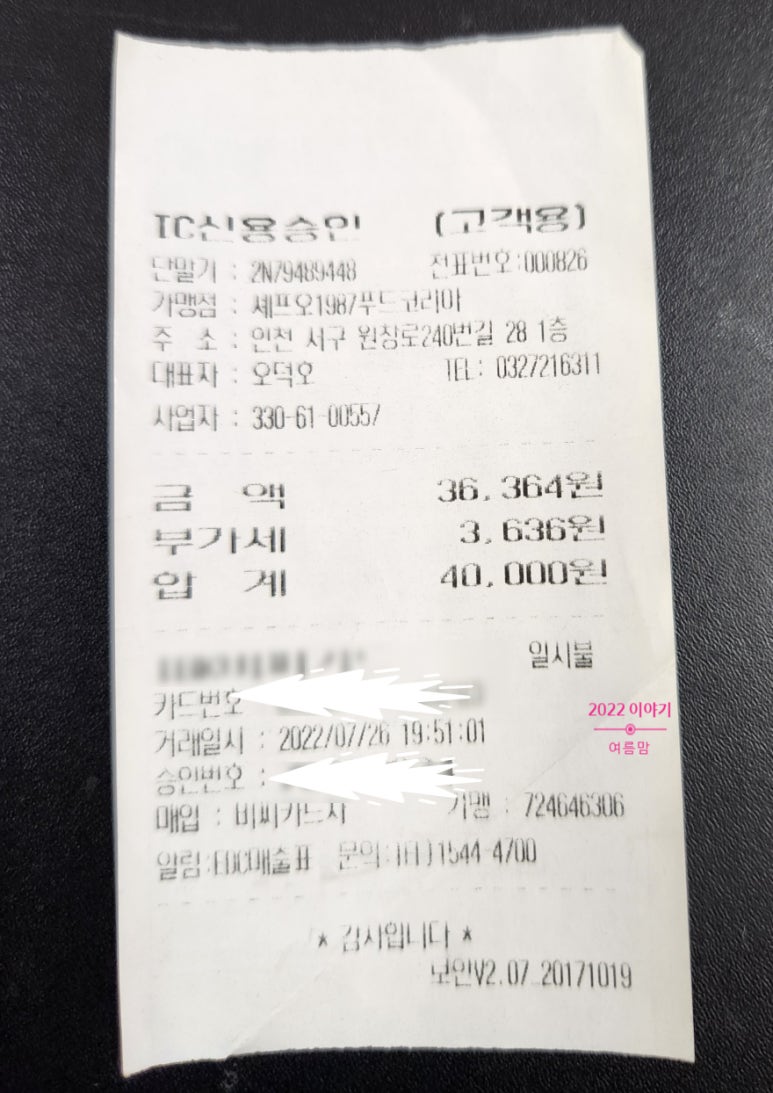 IC신용승인 (고객용)
단말기 : 2N79489448 전표번호:000826
가맹점 : 셰프오1987푸드코리아
주 소 : 인천 서구 원창로240번길 28 1층
대표자 : 오덕호 TEL: 0327216311
사업자 : 330-61-00557
금 액 36,364원
부가세 3,636원
합 계 40,000원
일시불
카드번호
거래일시 : 2022/07/26 19:51:01
승인번호 :
매입 : 비씨카드사 가맹 : 724646306
알림:EDC매출표 문의:TEL)1544-4700
* 감사합니다 *
보안V2.07_20171019
2022 이야기
여름맘